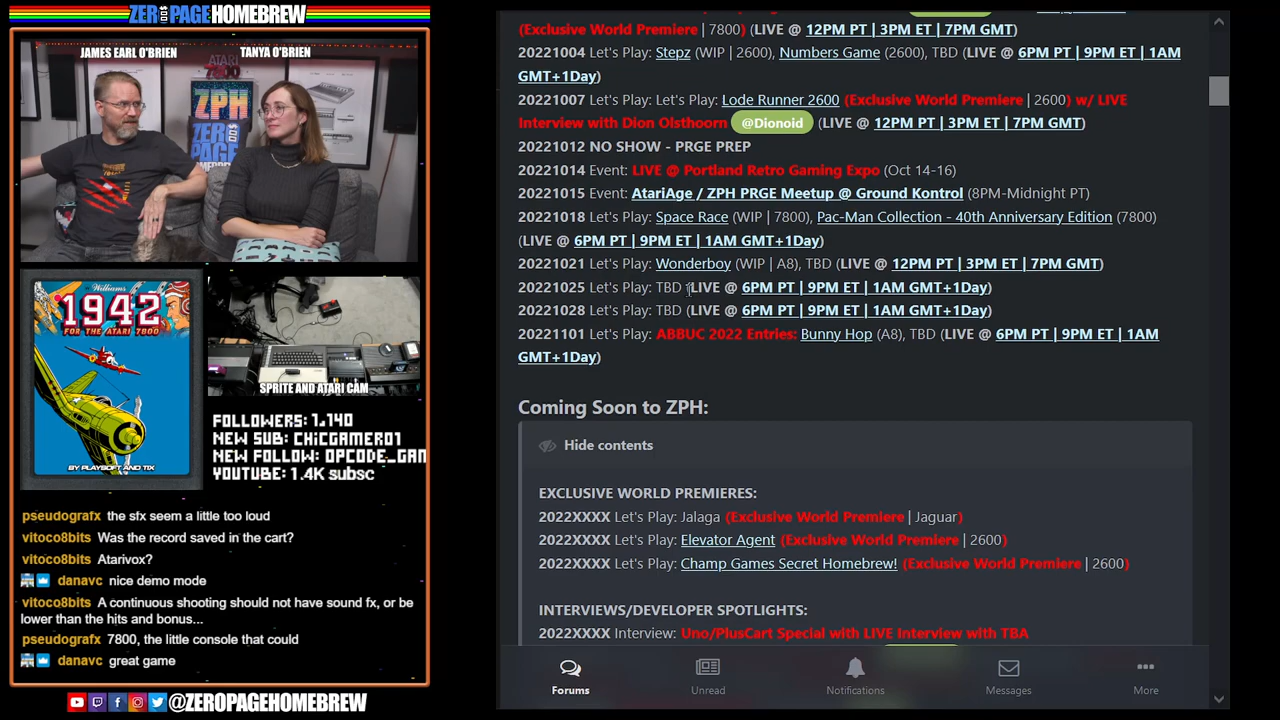 ZERO PAGE HOMEBREW
JAMES EARL O'BRIEN
TANYA O'BRIEN
ATARI
ZPH
ZERO
PAGE
HOMEBREW
Williams
1942
FOR THE ATARI 7800
BY PLAYSOFT AND TIX
SPRITE AND ATARI CAM
FOLLOWERS: 1,140
NEW SUB: CHICGAMER01
NEW FOLLOW: OPCODE_GAM
YOUTUBE: 1.4K subsc
pseudografx the sfx seem a little too loud
vitoco8bits Was the record saved in the cart?
vitoco8bits Atarivox?
danavc nice demo mode
vitoco8bits A continuous shooting should not have sound fx, or be
lower than the hits and bonus...
pseudografx 7800, the little console that could
danavc great game
@ZEROPAGEHOMEBREW
(Exclusive World Premiere | 7800) (LIVE @ 12PM PT | 3PM ET | 7PM GMT)
20221004 Let's Play: Stepz (WIP | 2600), Numbers Game (2600), TBD (LIVE @ 6PM PT | 9PM ET | 1AM
GMT+1Day)
20221007 Let's Play: Let's Play: Lode Runner 2600 (Exclusive World Premiere | 2600) w/ LIVE
Interview with Dion Olsthoorn @Dionoid (LIVE @ 12PM PT | 3PM ET | 7PM GMT)
20221012 NO SHOW - PRGE PREP
20221014 Event: LIVE @ Portland Retro Gaming Expo (Oct 14-16)
20221015 Event: AtariAge / ZPH PRGE Meetup @ Ground Kontrol (8PM-Midnight PT)
20221018 Let's Play: Space Race (WIP | 7800), Pac-Man Collection - 40th Anniversary Edition (7800)
(LIVE @ 6PM PT | 9PM ET | 1AM GMT+1Day)
20221021 Let's Play: Wonderboy (WIP | A8), TBD (LIVE @ 12PM PT | 3PM ET | 7PM GMT)
20221025 Let's Play: TBD (LIVE @ 6PM PT | 9PM ET | 1AM GMT+1Day)
20221028 Let's Play: TBD (LIVE @ 6PM PT | 9PM ET | 1AM GMT+1Day)
20221101 Let's Play: ABBUC 2022 Entries: Bunny Hop (A8), TBD (LIVE @ 6PM PT | 9PM ET | 1AM
GMT+1Day)
Coming Soon to ZPH:
Hide contents
EXCLUSIVE WORLD PREMIERES:
2022XXXX Let's Play: Jalaga (Exclusive World Premiere | Jaguar)
2022XXXX Let's Play: Elevator Agent (Exclusive World Premiere | 2600)
2022XXXX Let's Play: Champ Games Secret Homebrew! (Exclusive World Premiere | 2600)
INTERVIEWS/DEVELOPER SPOTLIGHTS:
2022XXXX Interview: Uno/PlusCart Special with LIVE Interview with TBA
Forums
Unread
Notifications
Messages
More